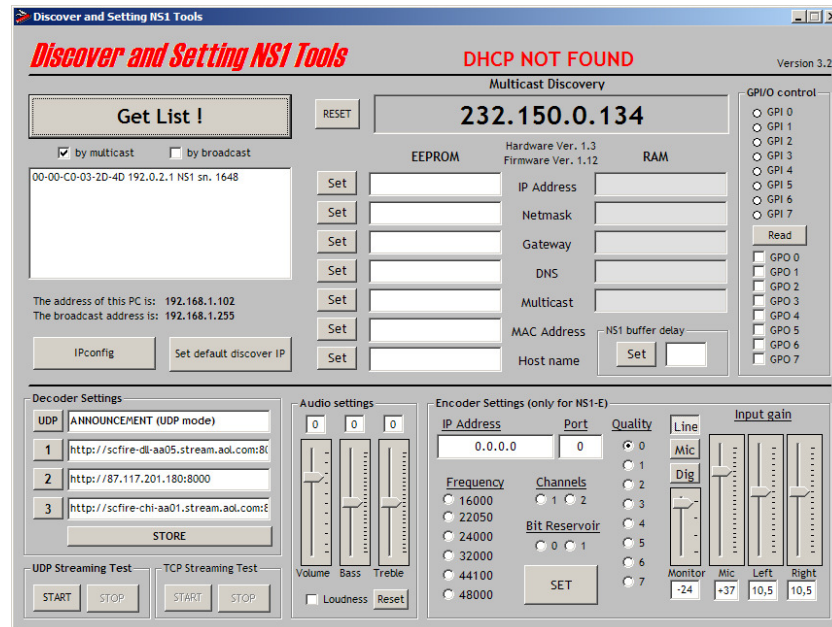 Discover and Setting NS1 Tools
Discover and Setting NS1 Tools
DHCP NOT FOUND
Version 3.2
Multicast Discovery
Get List !
RESET
232.150.0.134
by multicast
by broadcast
EEPROM
Hardware Ver. 1.3
Firmware Ver. 1.12
RAM
00-00-C0-03-2D-4D 192.0.2.1 NS1 sn. 1648
Set
IP Address
Set
Netmask
Set
Gateway
Set
DNS
Set
Multicast
Set
MAC Address
Set
Host name
NS1 buffer delay
Set
The address of this PC is: 192.168.1.102
The broadcast address is: 192.168.1.255
IPconfig
Set default discover IP
GPI/O control
GPI 0
GPI 1
GPI 2
GPI 3
GPI 4
GPI 5
GPI 6
GPI 7
Read
GPO 0
GPO 1
GPO 2
GPO 3
GPO 4
GPO 5
GPO 6
GPO 7
Decoder Settings
UDP ANNOUNCEMENT (UDP mode)
1 http://scfire-dll-aa05.stream.aol.com:80
2 http://87.117.201.180:8000
3 http://scfire-chi-aa01.stream.aol.com:8
STORE
UDP Streaming Test
START STOP
TCP Streaming Test
START STOP
Audio settings
0 0 0
Volume Bass Treble
Loudness Reset
Encoder Settings (only for NS1-E)
IP Address
0.0.0.0
Port
0
Quality
0
1
2
3
4
5
6
7
Frequency
16000
22050
24000
32000
44100
48000
Channels
1 2
Bit Reservoir
0 1
SET
Line
Mic
Dig
Input gain
Monitor Mic Left Right
-24 +37 10,5 10,5